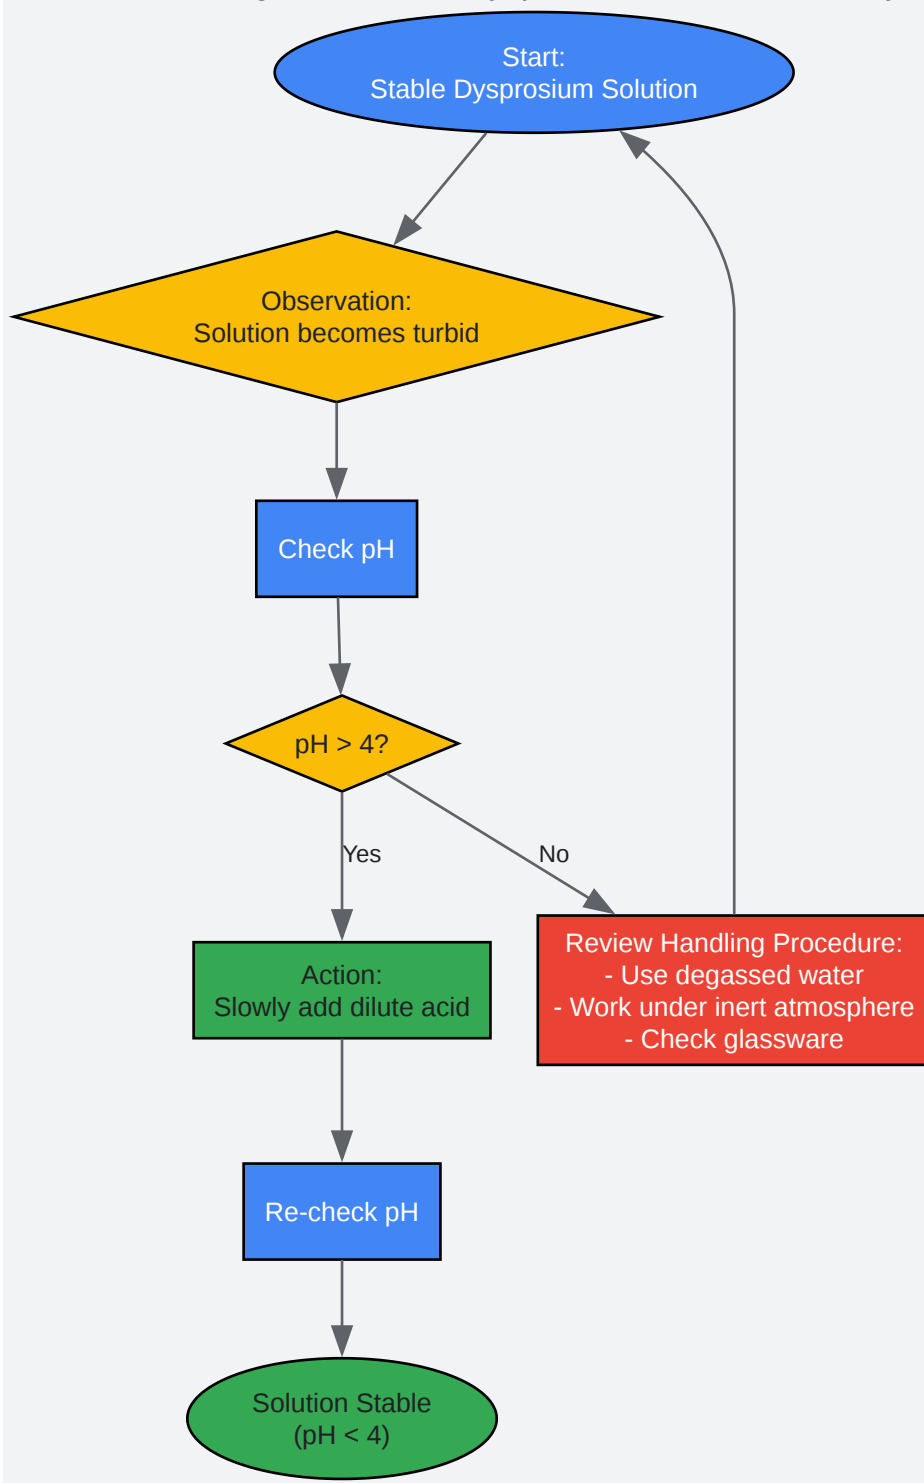 Start:
Stable Dysprosium Solution
Observation:
Solution becomes turbid
Check pH
pH > 4?
Yes
No
Action:
Slowly add dilute acid
Review Handling Procedure:
- Use degassed water
- Work under inert atmosphere
- Check glassware
Re-check pH
Solution Stable
(pH < 4)